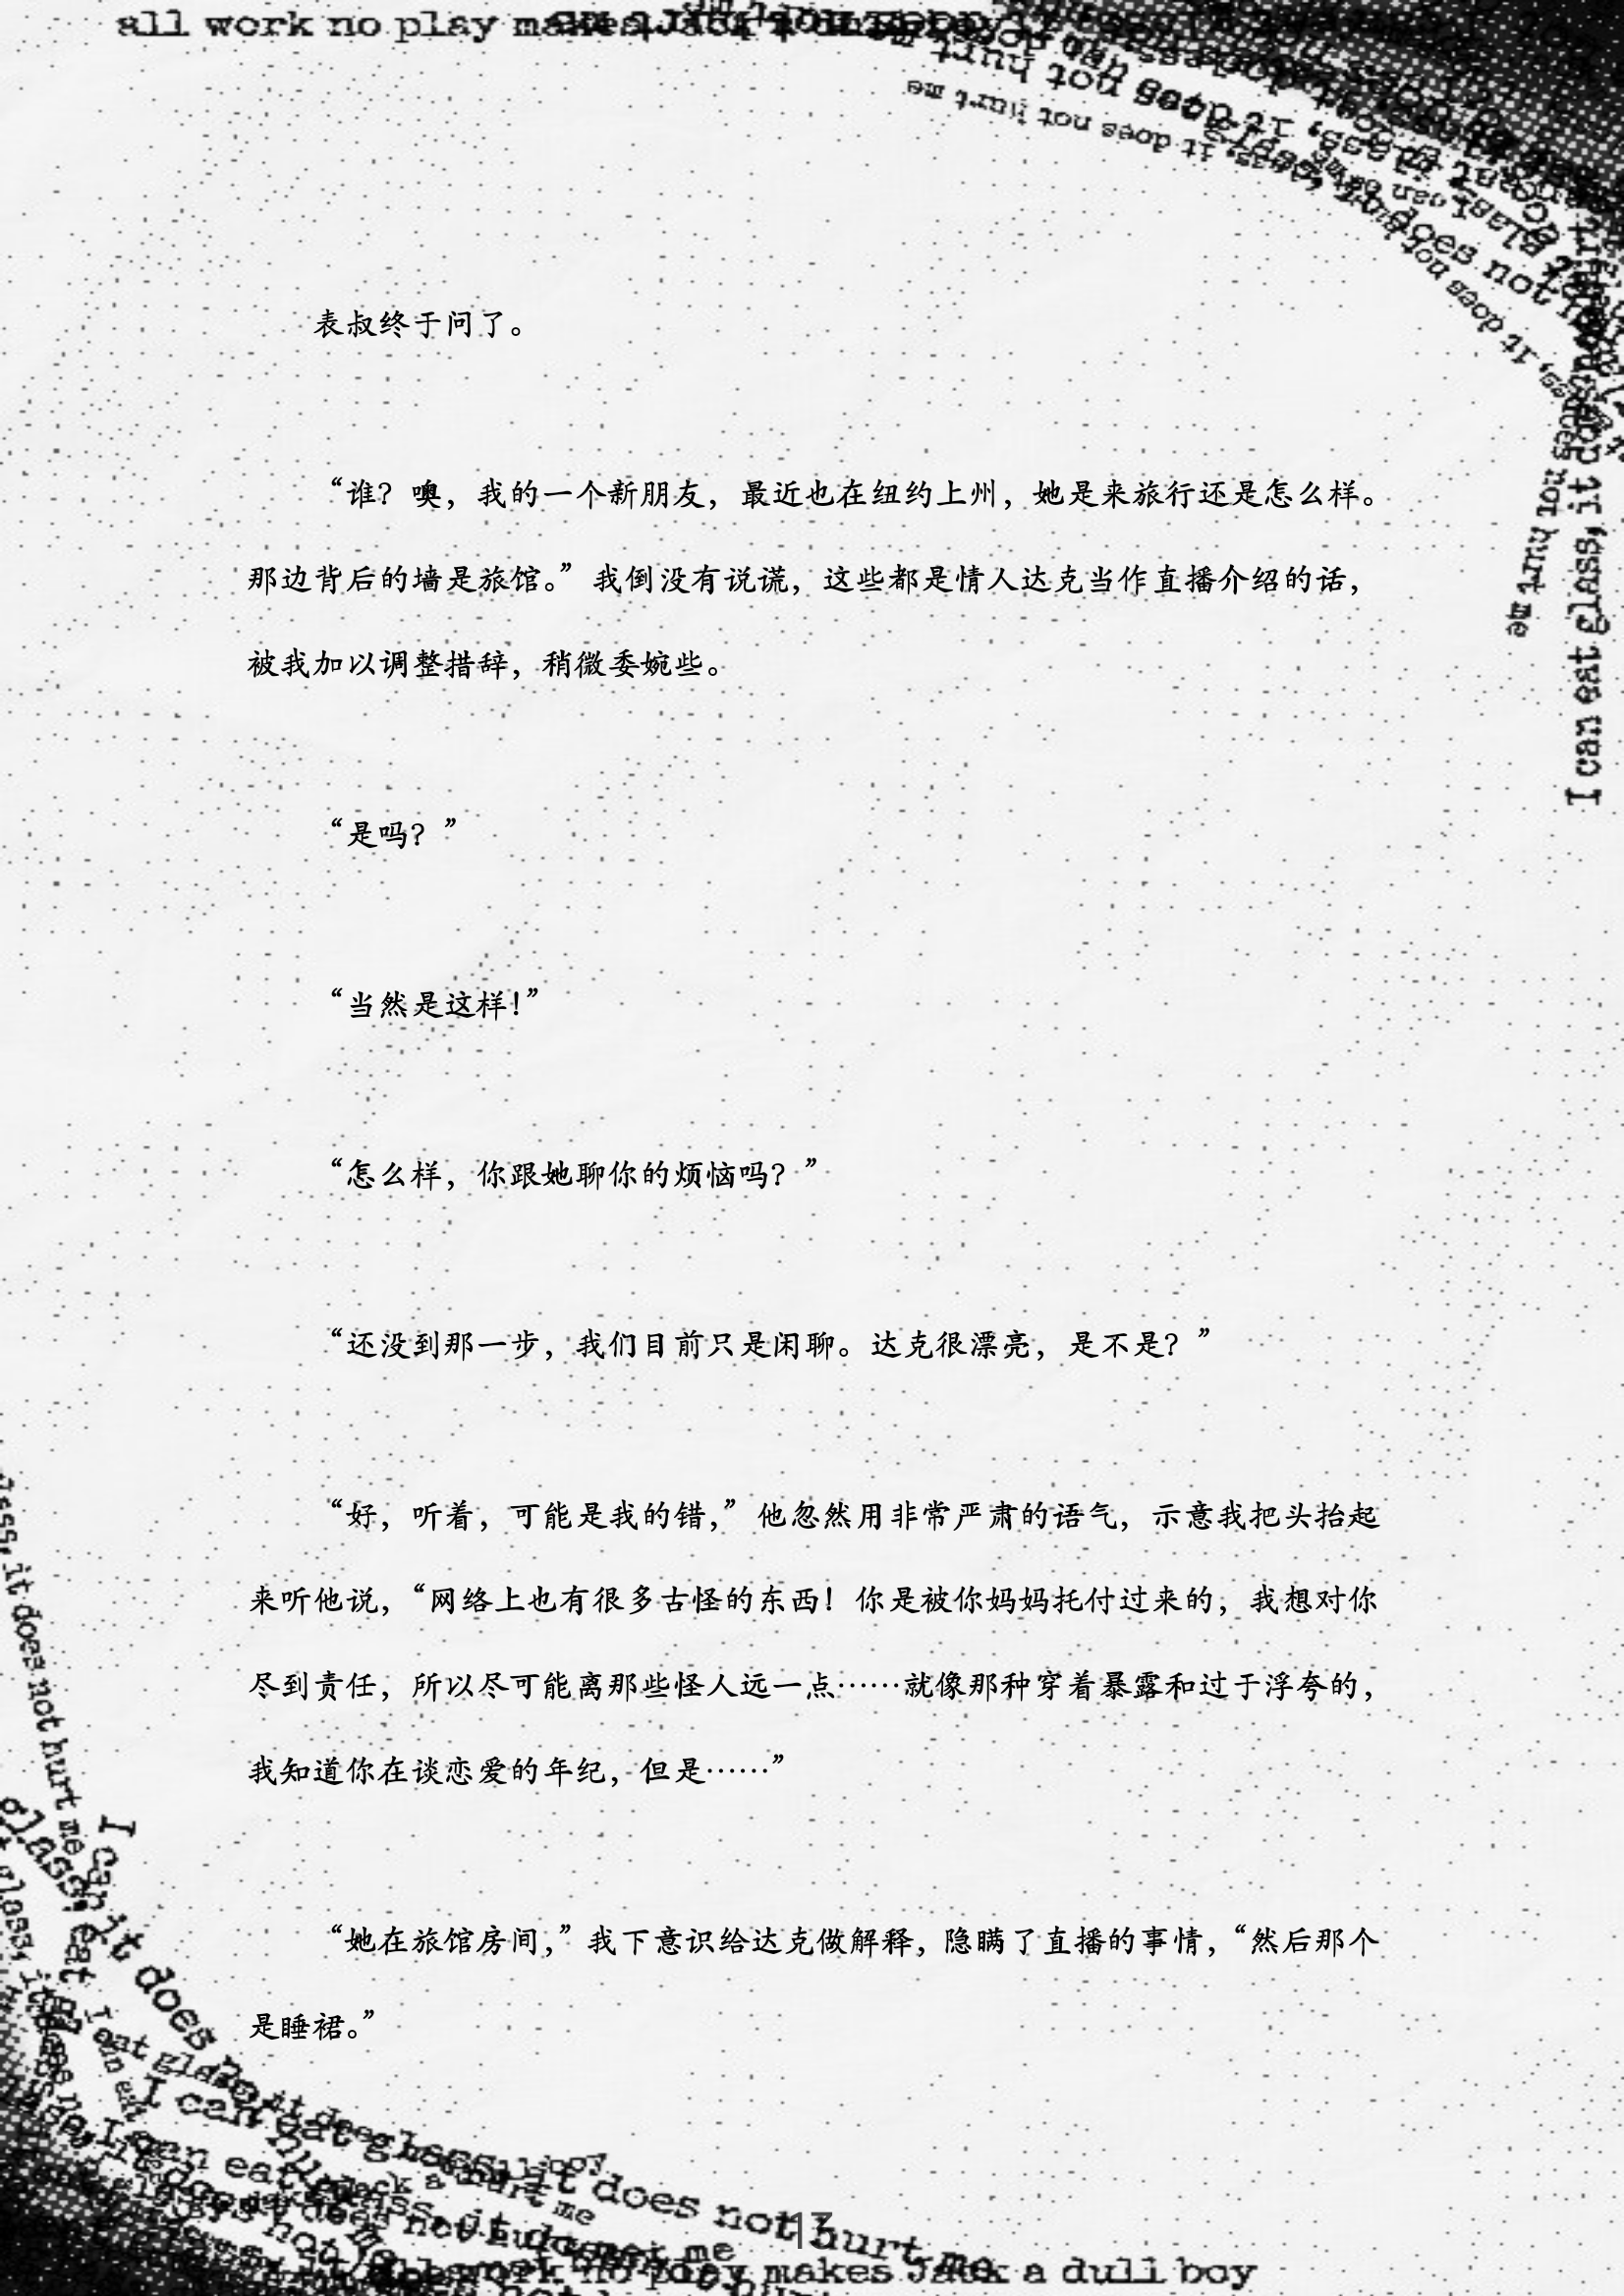 all work no play makes Jack a
it does not hurt me
表叔终于问了。
“谁？噢，我的一个新朋友，最近也在纽约上州，她是来旅行还是怎么样。
那边背后的墙是旅馆。”我倒没有说谎，这些都是情人达克当作直播介绍的话，
被我加以调整措辞，稍微委婉些。
“是吗？”
“当然是这样！”
“怎么样，你跟她聊你的烦恼吗？”
“还没到那一步，我们目前只是闲聊。达克很漂亮，是不是？”
“好，听着，可能是我的错，”他忽然用非常严肃的语气，示意我把头抬起
来听他说，“网络上也有很多古怪的东西！你是被你妈妈托付过来的，我想对你
尽到责任，所以尽可能离那些怪人远一点……就像那种穿着暴露和过于浮夸的，
我知道你在谈恋爱的年纪，但是……”
“她在旅馆房间，”我下意识给达克做解释，隐瞒了直播的事情，“然后那个
是睡裙。”
I can eat glass, it does not
it does not hurt me
I can eat glass, it does not hurt me
13
makes Jack a dull boy